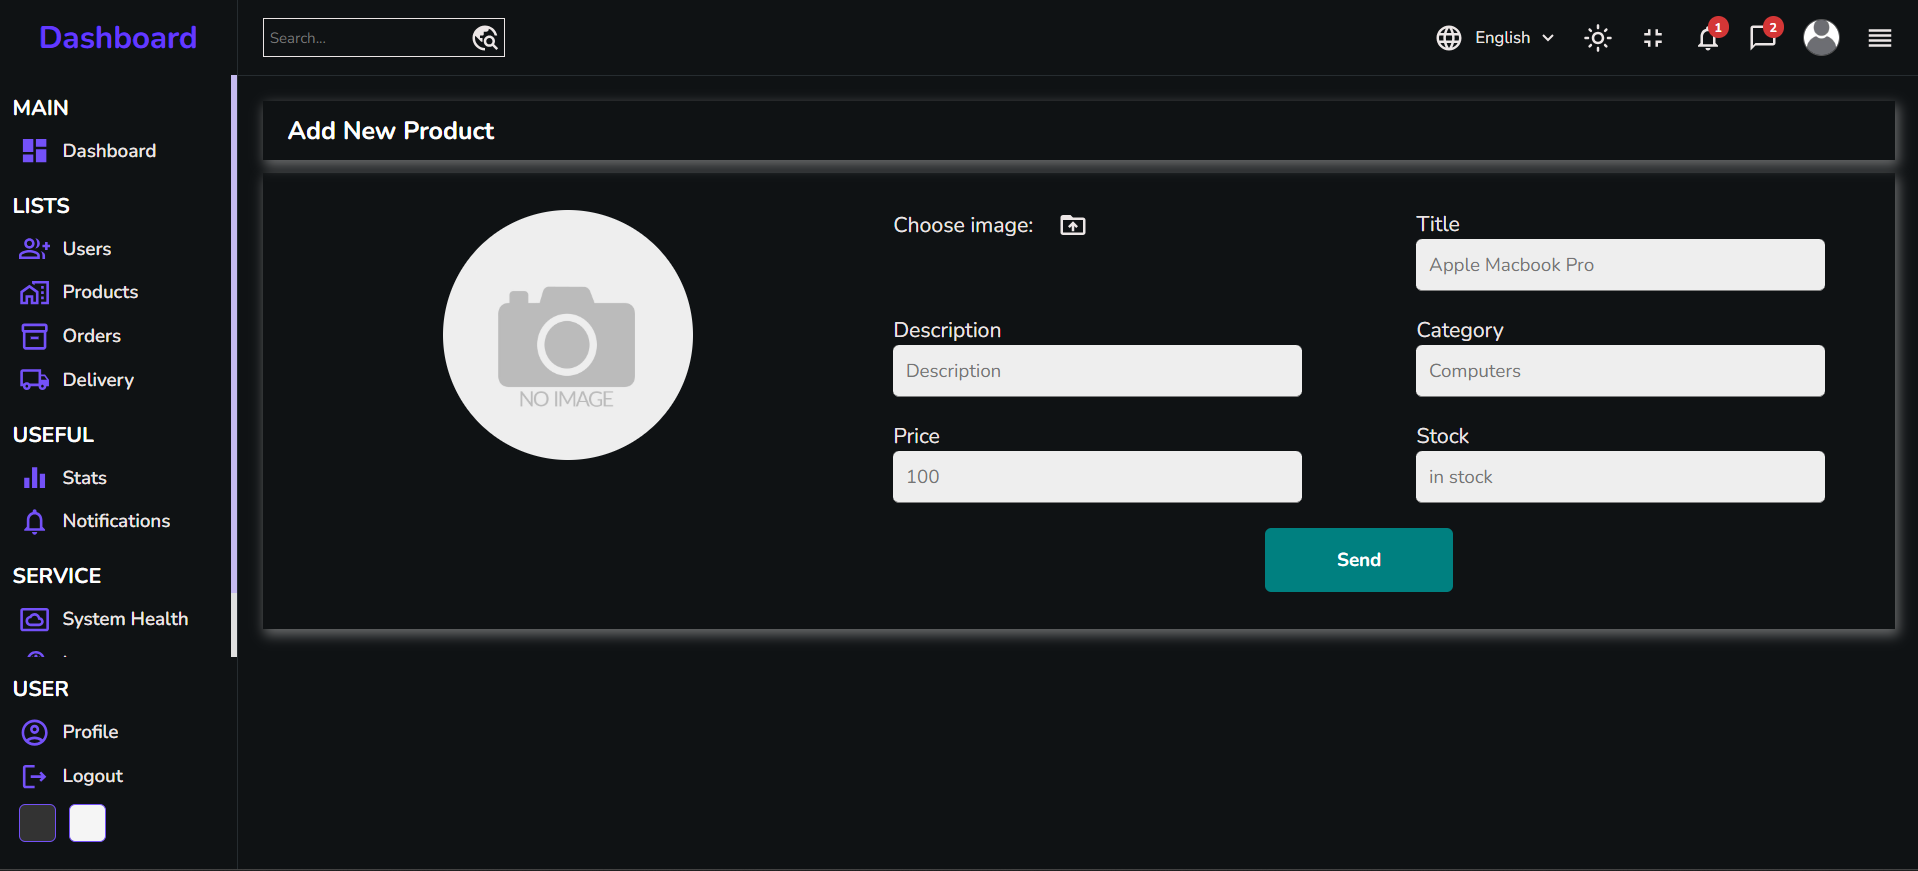 Dashboard
Search...
English
1
2
MAIN
Dashboard
LISTS
Users
Products
Orders
Delivery
USEFUL
Stats
Notifications
SERVICE
System Health
USER
Profile
Logout
Add New Product
NO IMAGE
Choose image:
Title
Apple Macbook Pro
Description
Description
Category
Computers
Price
100
Stock
in stock
Send